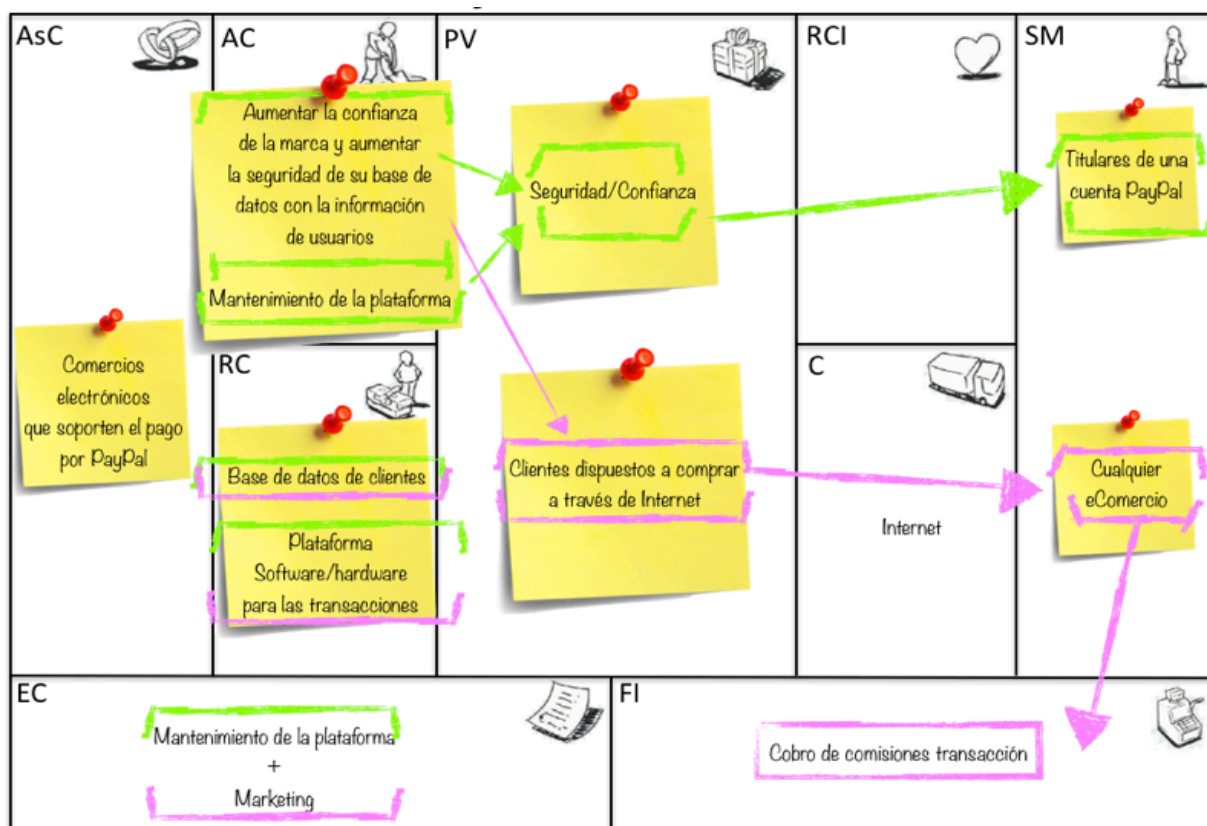 AsC
AC
PV
RCI
SM
Aumentar la confianza
de la marca y aumentar
la seguridad de su base de
datos con la información
de usuarios
Mantenimiento de la plataforma
Seguridad/Confianza
Titulares de una
cuenta PayPal
Comercios
electrónicos
que soporten el pago
por PayPal
RC
Base de datos de clientes
Plataforma
Software/hardware
para las transacciones
Clientes dispuestos a comprar
a través de Internet
C
Internet
Cualquier
eComercio
EC
Mantenimiento de la plataforma
+
Marketing
FI
Cobro de comisiones transacción